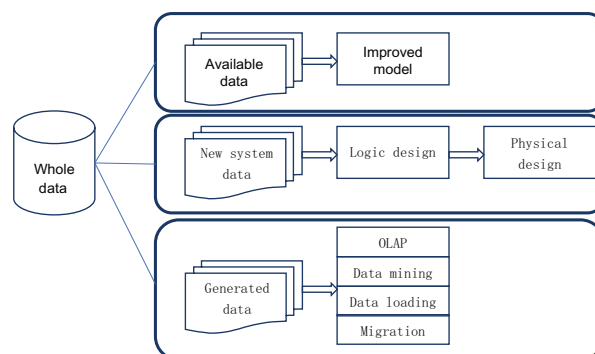 Whole
data
Available
data
Improved
model
New system
data
Logic design
Physical
design
Generated
data
OLAP
Data mining
Data loading
Migration